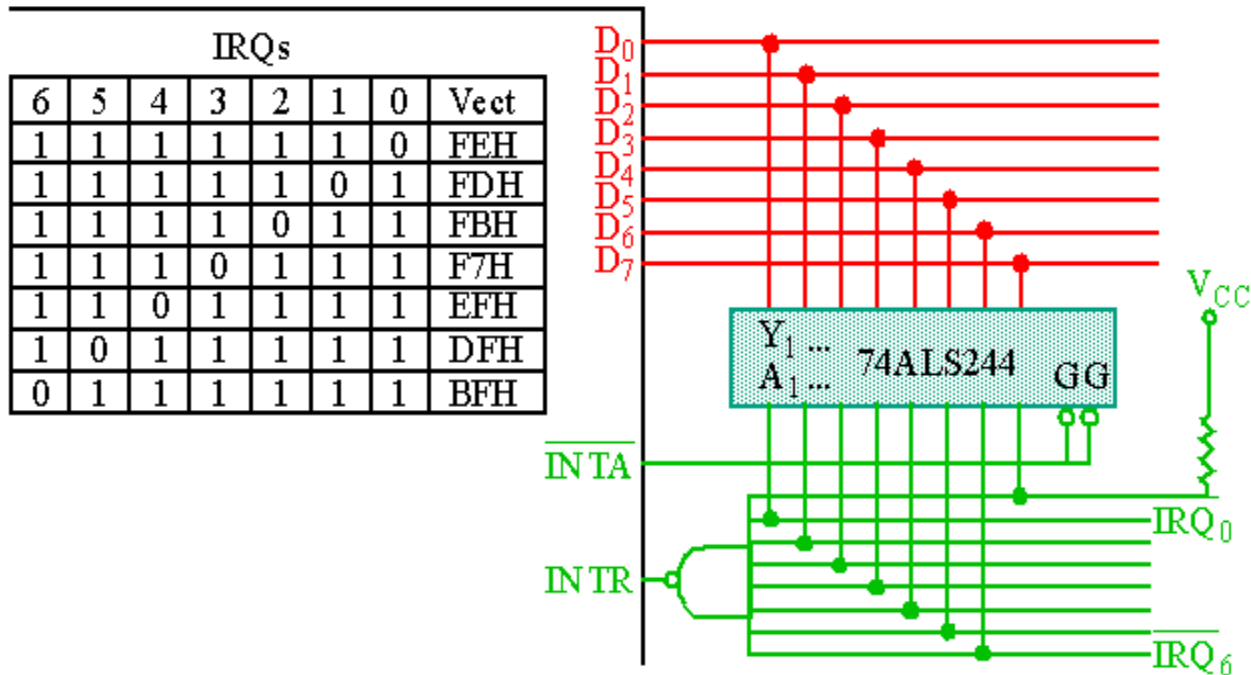 IRQs
6 5 4 3 2 1 0 Vect
1 1 1 1 1 1 0 FEH
1 1 1 1 1 0 1 FDH
1 1 1 1 0 1 1 FBH
1 1 1 0 1 1 1 F7H
1 1 0 1 1 1 1 EFH
1 0 1 1 1 1 1 DFH
0 1 1 1 1 1 1 BFH
D0
D1
D2
D3
D4
D5
D6
D7
VCC
Y1 ...
A1 ...
74ALS244
GG
INTA
IRQ0
INTR
IRQ6